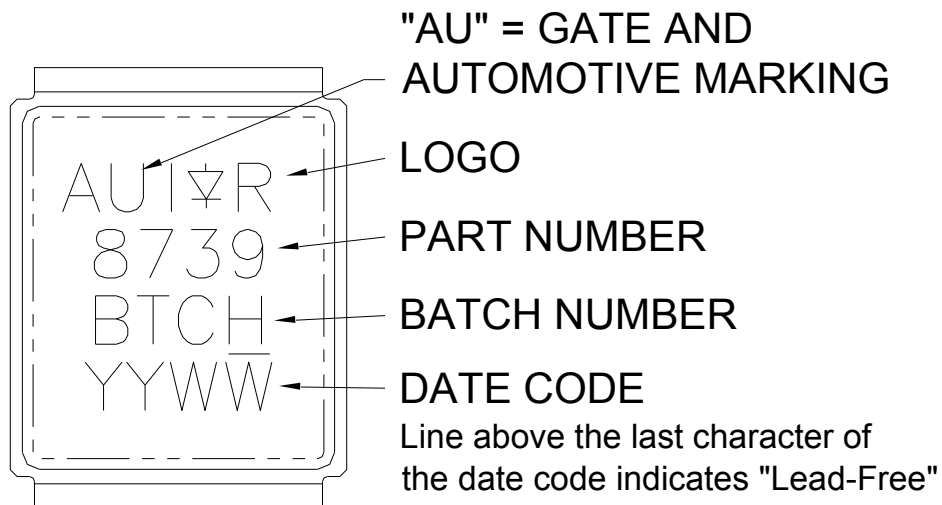 "AU" = GATE AND
AUTOMOTIVE MARKING
AUI R
LOGO
8739
PART NUMBER
BTCH
BATCH NUMBER
YYWW
DATE CODE
Line above the last character of
the date code indicates "Lead-Free"